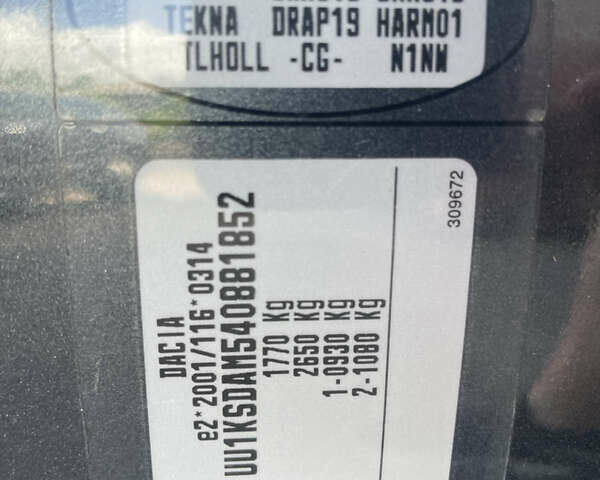 TEKNA DRAP19 HARM01
TLHOLL -CG- N1NW
DACIA
e2*2001/116*0314
UU1KSDAM540881852
1770 Kg
2650 Kg
1-0930 Kg
2-1080 Kg
309672